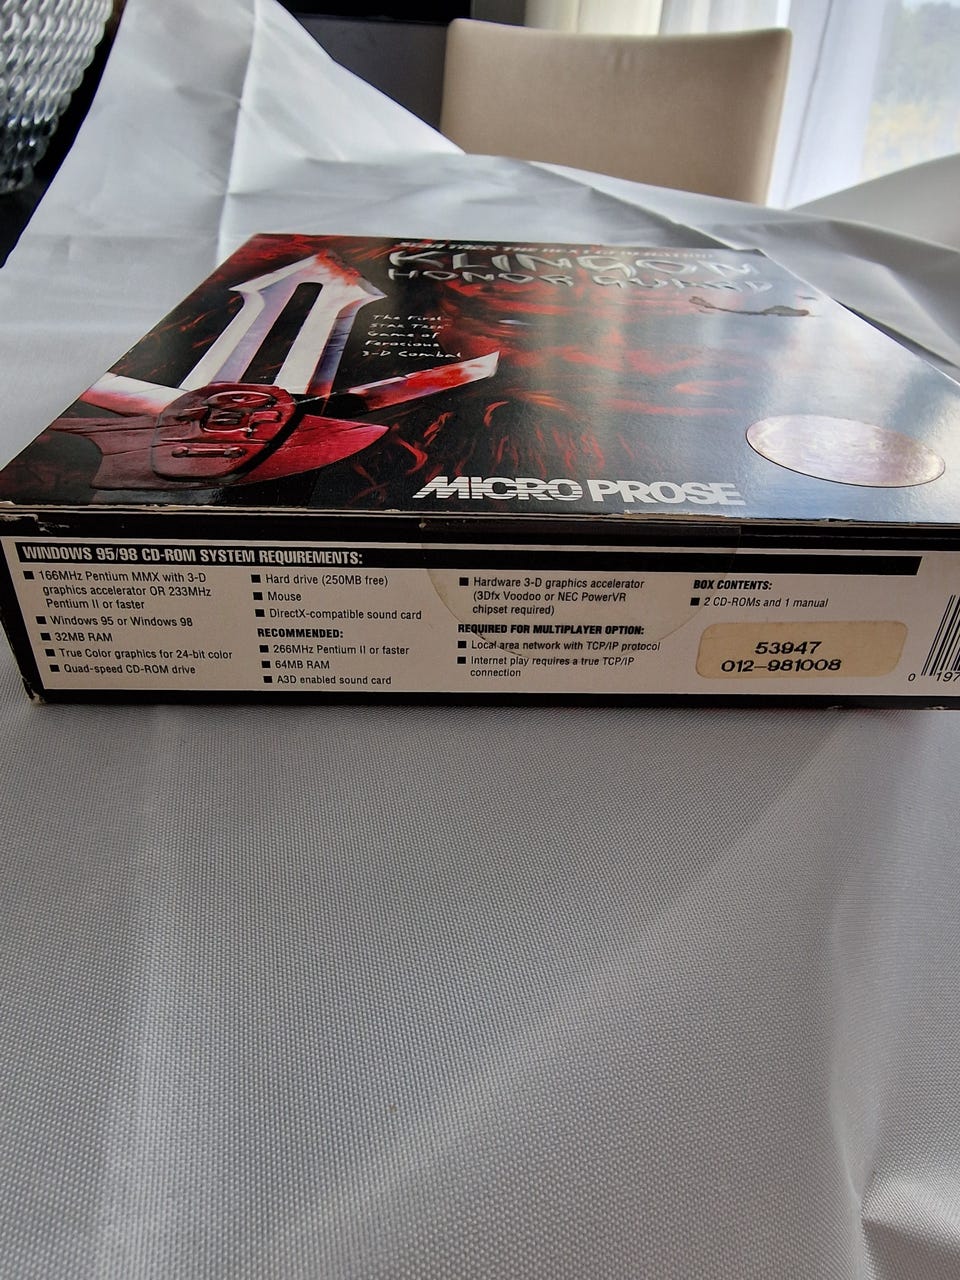 STAR TREK THE NEXT GENERATION
KLINGON
HONOR GUARD
The First
STAR TREK
Game of
Ferocious
3-D Combat
MICRO PROSE
WINDOWS 95/98 CD-ROM SYSTEM REQUIREMENTS:
■ 166MHz Pentium MMX with 3-D
graphics accelerator OR 233MHz
Pentium II or faster
■ Windows 95 or Windows 98
■ 32MB RAM
■ True Color graphics for 24-bit color
■ Quad-speed CD-ROM drive
■ Hard drive (250MB free)
■ Mouse
■ DirectX-compatible sound card
RECOMMENDED:
■ 266MHz Pentium II or faster
■ 64MB RAM
■ A3D enabled sound card
■ Hardware 3-D graphics accelerator
(3Dfx Voodoo or NEC PowerVR
chipset required)
REQUIRED FOR MULTIPLAYER OPTION:
■ Local area network with TCP/IP protocol
■ Internet play requires a true TCP/IP
connection
BOX CONTENTS:
■ 2 CD-ROMs and 1 manual
53947
012-981008
0 197